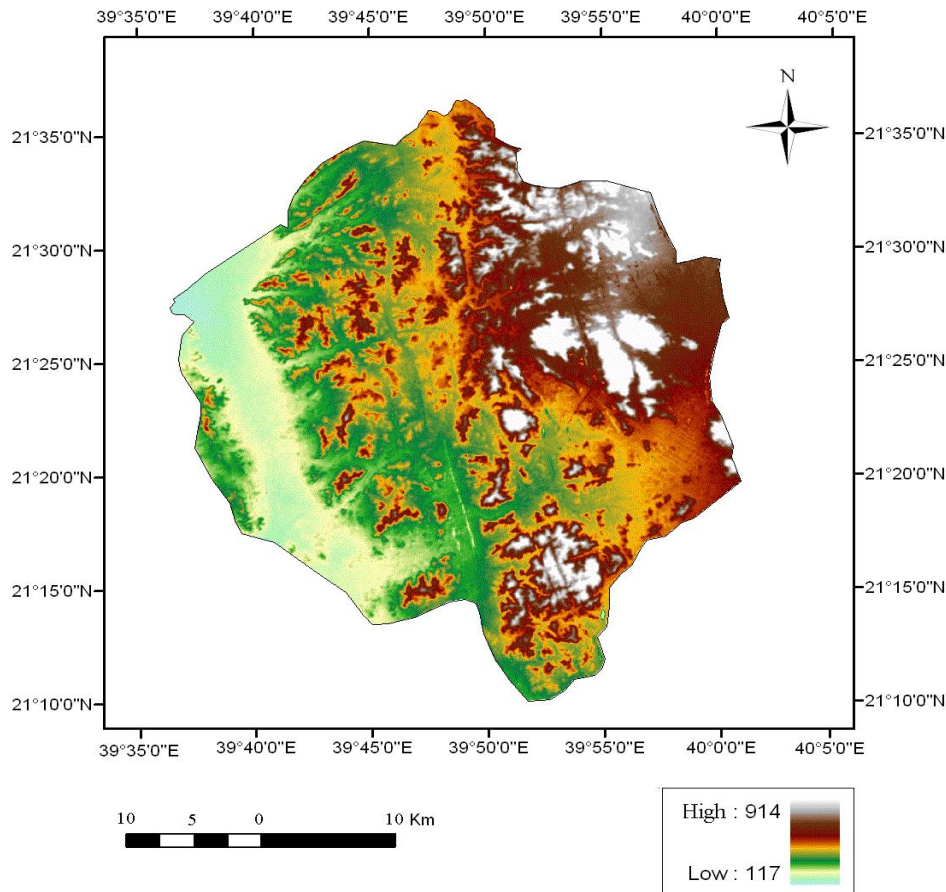 39°35'0"E 39°40'0"E 39°45'0"E 39°50'0"E 39°55'0"E 40°0'0"E 40°5'0"E
N
21°35'0"N 21°35'0"N
21°30'0"N 21°30'0"N
21°25'0"N 21°25'0"N
21°20'0"N 21°20'0"N
21°15'0"N 21°15'0"N
21°10'0"N 21°10'0"N
39°35'0"E 39°40'0"E 39°45'0"E 39°50'0"E 39°55'0"E 40°0'0"E 40°5'0"E
10 5 0 10 Km
High : 914
Low : 117